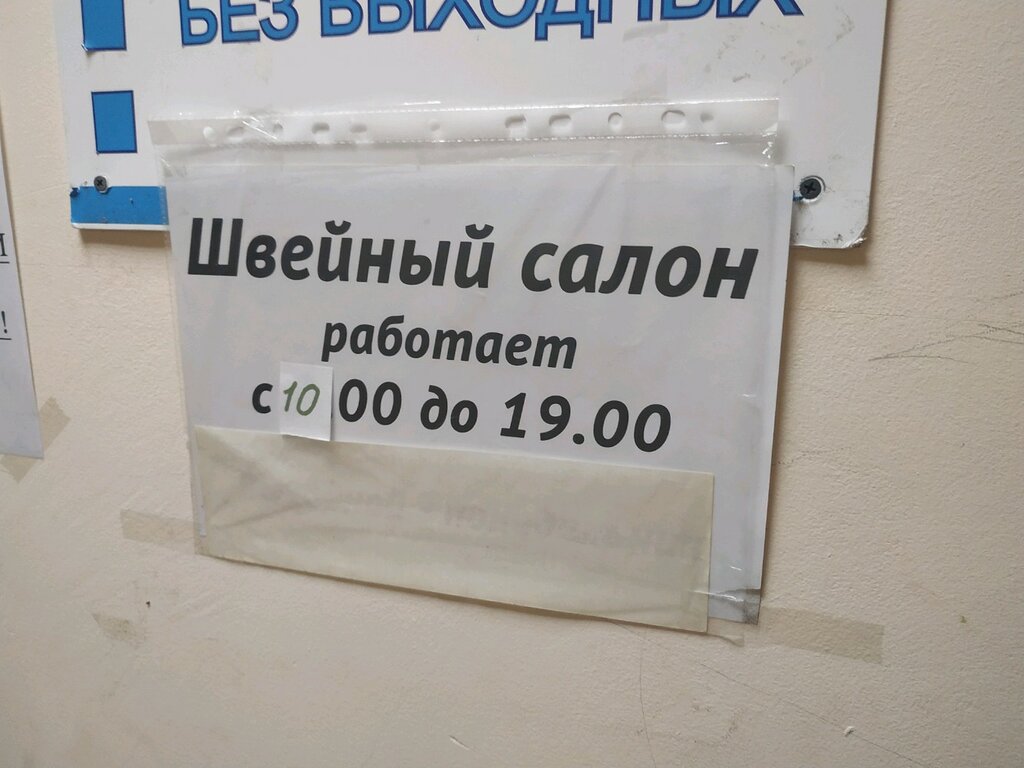 БЕЗ ВЫХОДНЫХ
Швейный салон
работает
с 10 00 до 19.00